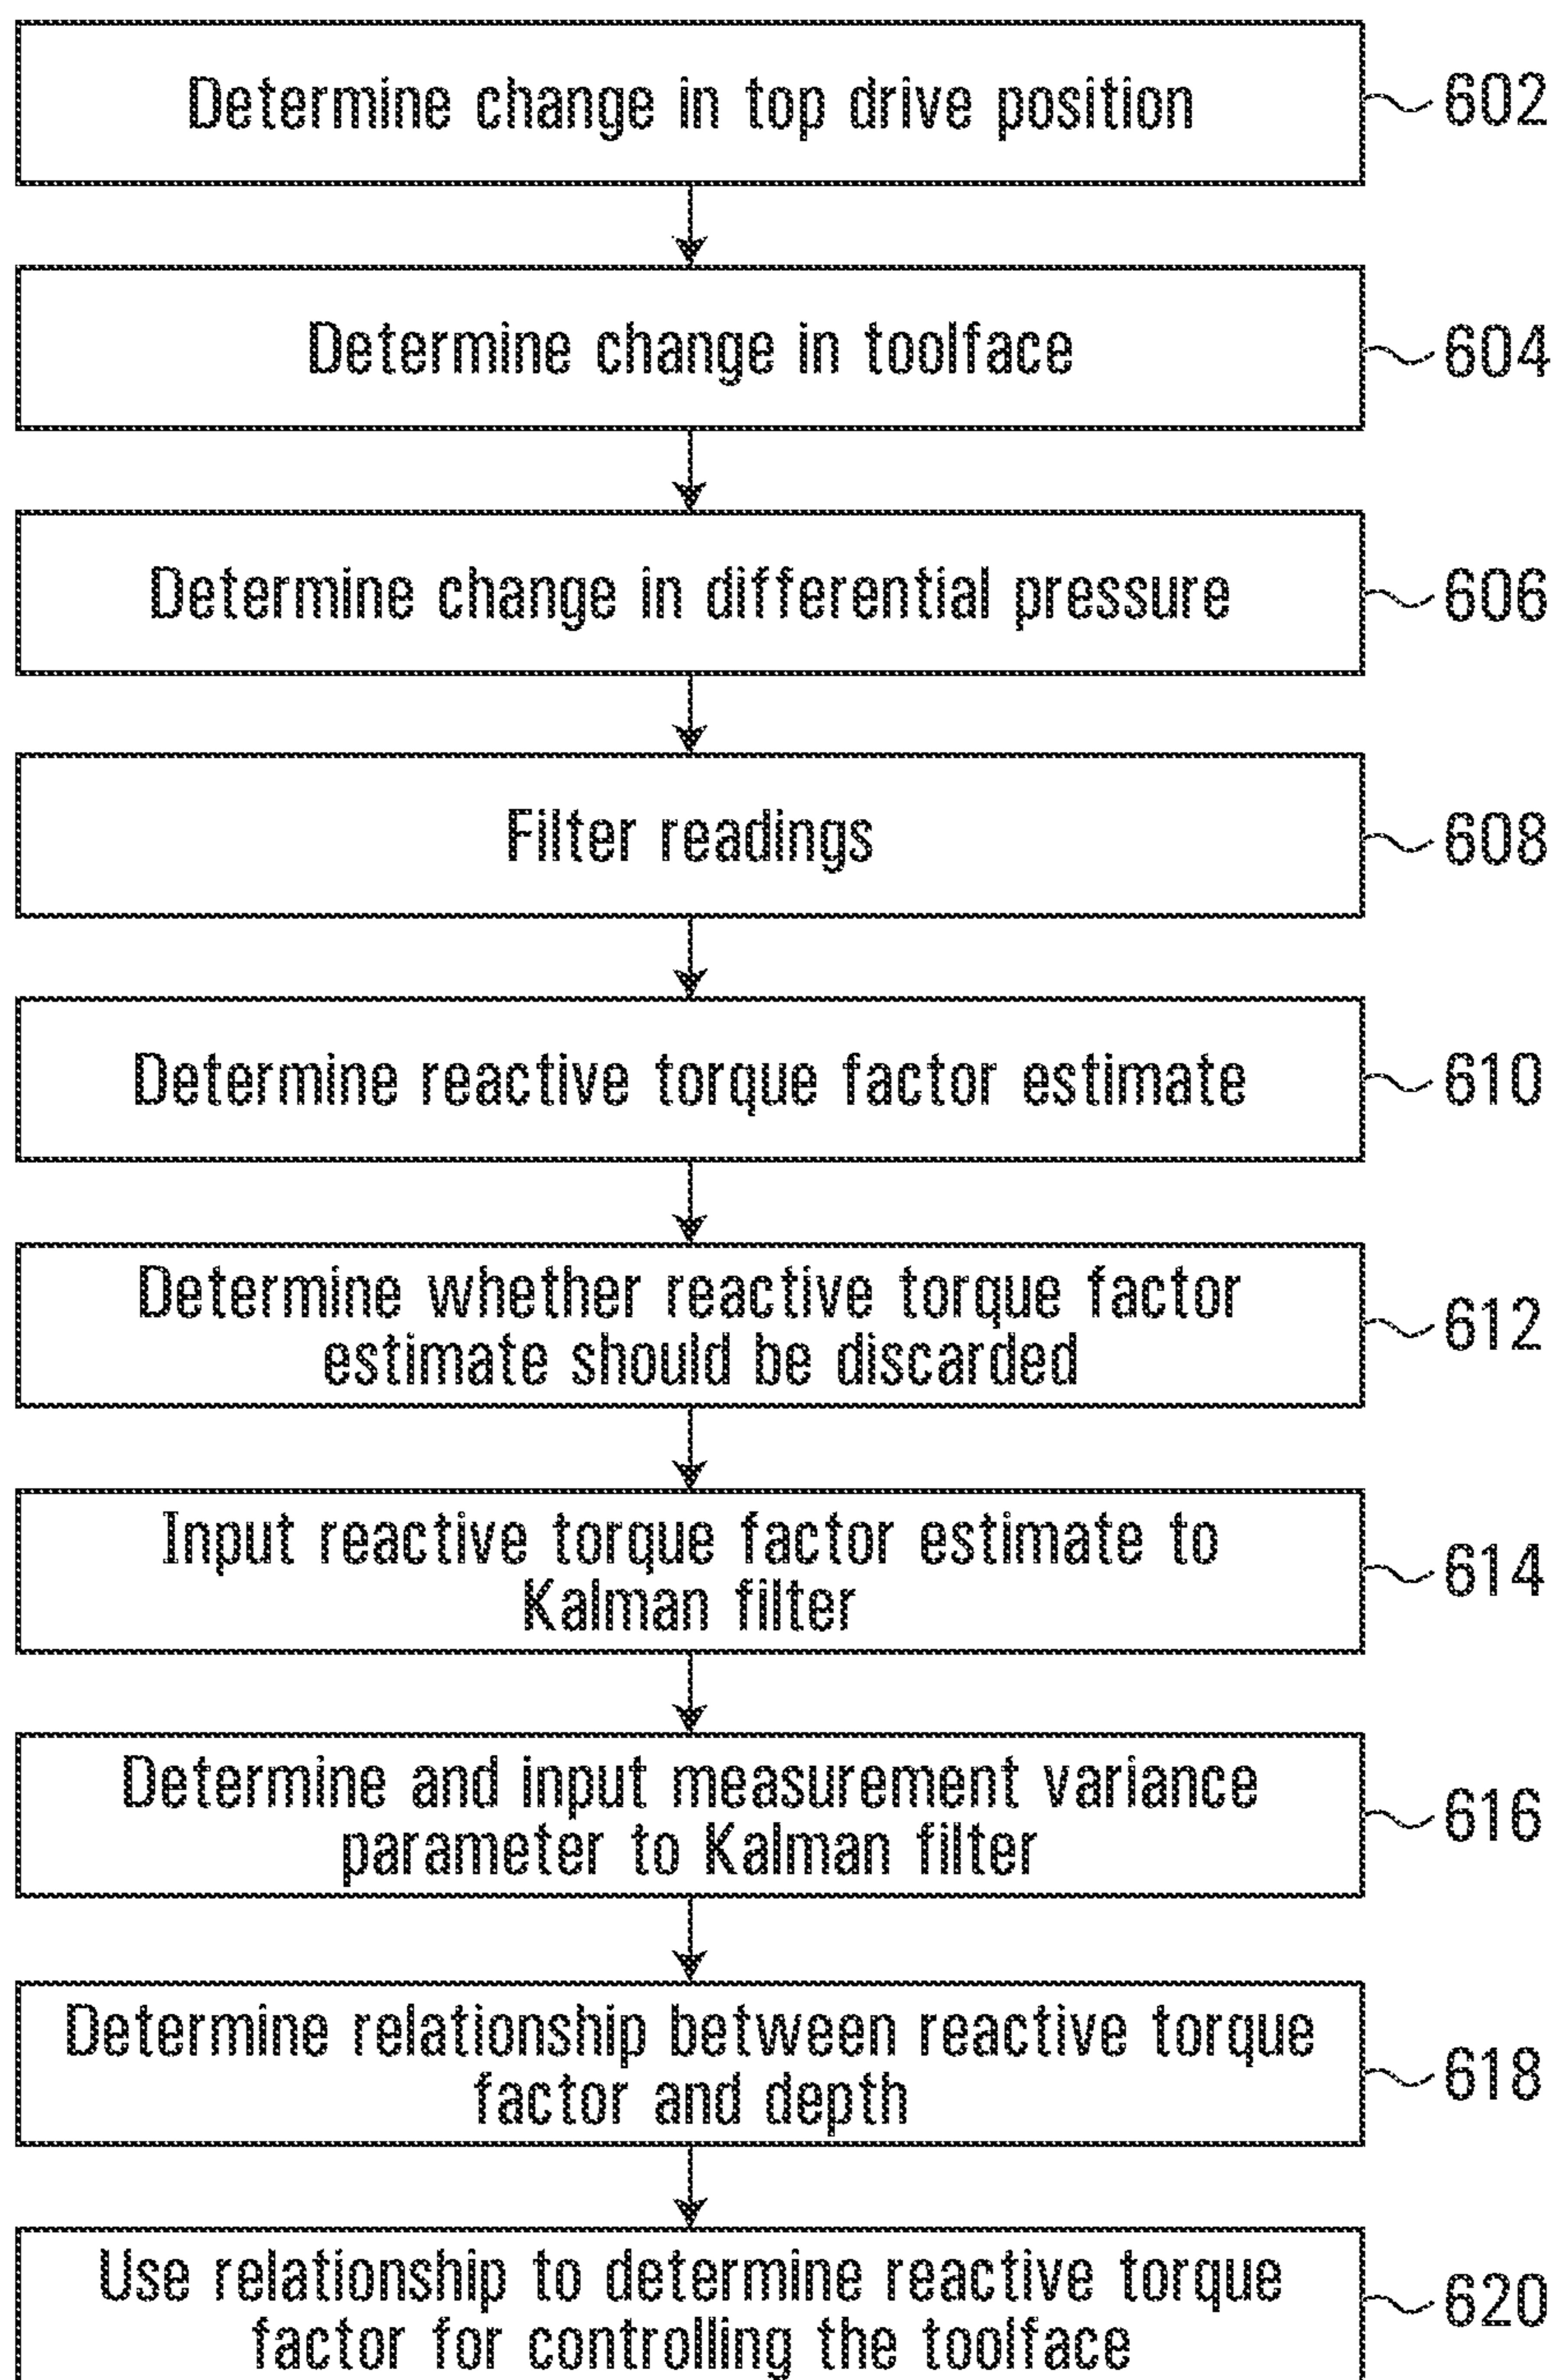 Determine change in top drive position
602
Determine change in toolface
604
Determine change in differential pressure
606
Filter readings
608
Determine reactive torque factor estimate
610
Determine whether reactive torque factor
estimate should be discarded
612
Input reactive torque factor estimate to
Kalman filter
614
Determine and input measurement variance
parameter to Kalman filter
616
Determine relationship between reactive torque
factor and depth
618
Use relationship to determine reactive torque
factor for controlling the toolface
620